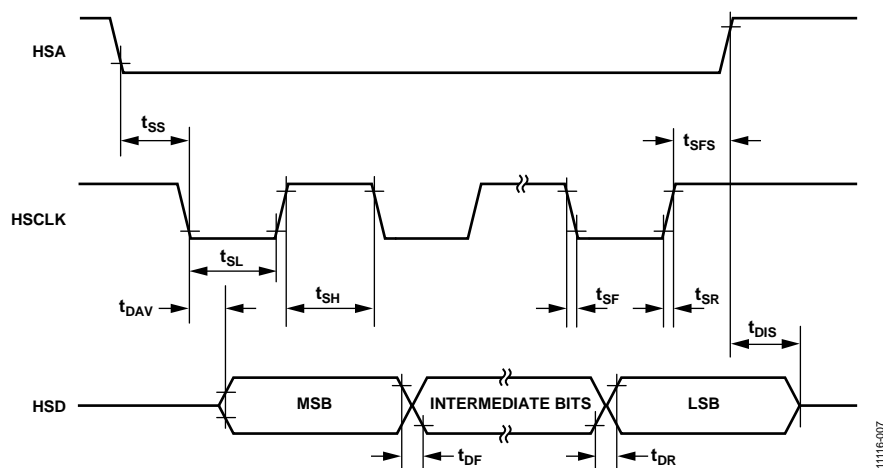 HSA
tSS
tSFS
HSCLK
tSL
tSH
tSF
tSR
tDAV
tDIS
HSD
MSB
INTERMEDIATE BITS
LSB
tDF
tDR
11116-007